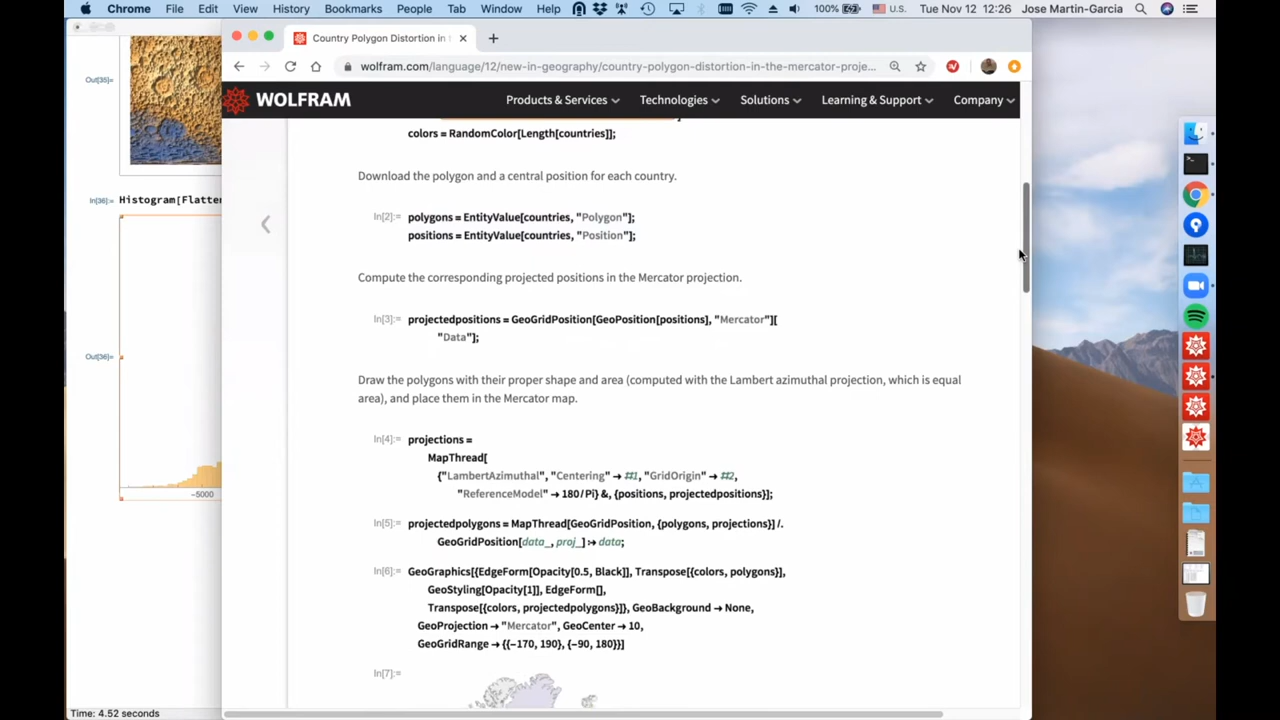 Chrome File Edit View History Bookmarks People Tab Window Help 100% U.S. Tue Nov 12 12:26 Jose Martin-Garcia
Country Polygon Distortion in
wolfram.com/language/12/new-in-geography/country-polygon-distortion-in-the-mercator-proje...
WOLFRAM Products & Services Technologies Solutions Learning & Support Company
Out[35]=
colors = RandomColor[Length[countries]];
Download the polygon and a central position for each country.
In[36]:= Histogram[Flatten
In[2]:= polygons = EntityValue[countries, "Polygon"];
positions = EntityValue[countries, "Position"];
Compute the corresponding projected positions in the Mercator projection.
In[3]:= projectedpositions = GeoGridPosition[GeoPosition[positions], "Mercator"][
"Data"];
Out[36]=
Draw the polygons with their proper shape and area (computed with the Lambert azimuthal projection, which is equal
area), and place them in the Mercator map.
In[4]:= projections =
MapThread[
{"LambertAzimuthal", "Centering" → #1, "GridOrigin" → #2,
"ReferenceModel" → 180/Pi} &, {positions, projectedpositions}];
-5000
In[5]:= projectedpolygons = MapThread[GeoGridPosition, {polygons, projections}] /.
GeoGridPosition[data_, proj_] :> data;
In[6]:= GeoGraphics[{EdgeForm[Opacity[0.5, Black]], Transpose[{colors, polygons}],
GeoStyling[Opacity[1]], EdgeForm[],
Transpose[{colors, projectedpolygons}]}, GeoBackground → None,
GeoProjection → "Mercator", GeoCenter → 10,
GeoGridRange → {{-170, 190}, {-90, 180}}]
In[7]:=
Time: 4.52 seconds